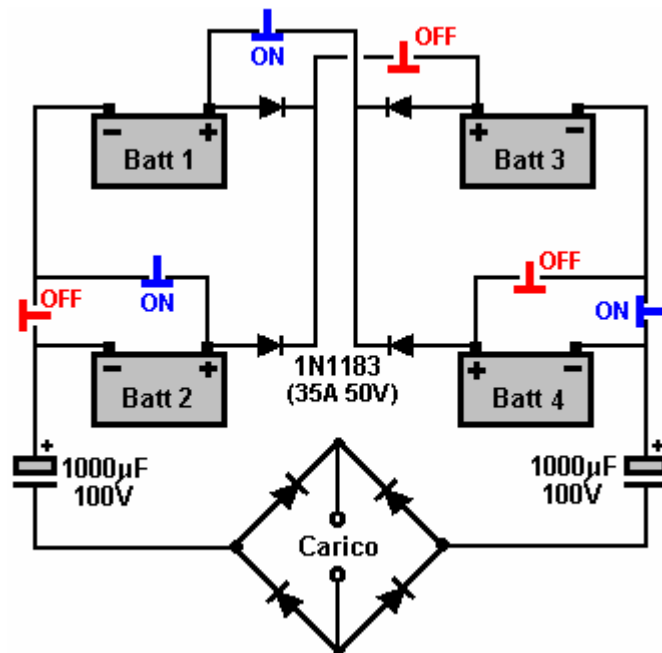 ON
OFF
- +
+ -
Batt 1
Batt 3
OFF
ON
OFF
ON
- +
+ -
Batt 2
Batt 4
1N1183
(35A 50V)
+
+
1000µF
100V
1000µF
100V
Carico